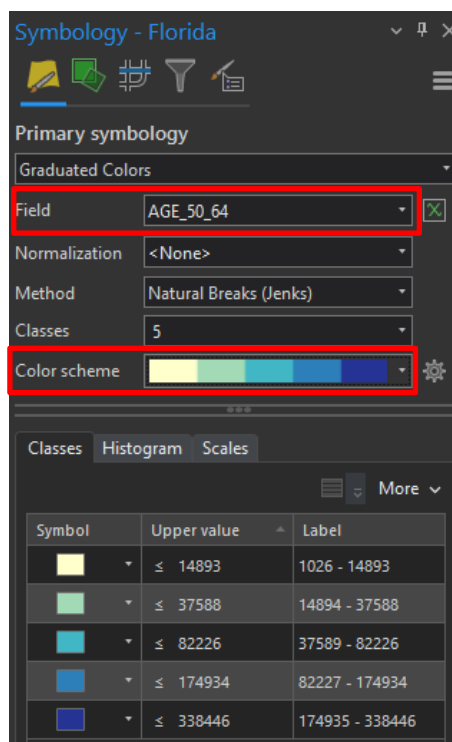 Symbology - Florida
Primary symbology
Graduated Colors
Field AGE_50_64
Normalization <None>
Method Natural Breaks (Jenks)
Classes 5
Color scheme
Classes Histogram Scales
More
Symbol Upper value Label
≤ 14893 1026 - 14893
≤ 37588 14894 - 37588
≤ 82226 37589 - 82226
≤ 174934 82227 - 174934
≤ 338446 174935 - 338446